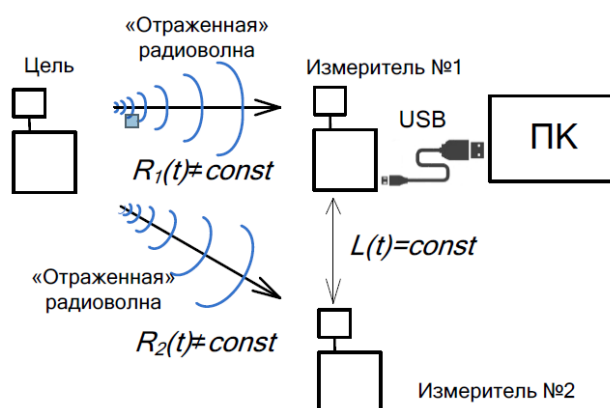 «Отраженная»
радиоволна
Цель
Измеритель №1
USB
ПК
R₁(t)≠const
L(t)=const
«Отраженная»
радиоволна
R₂(t)≠const
Измеритель №2